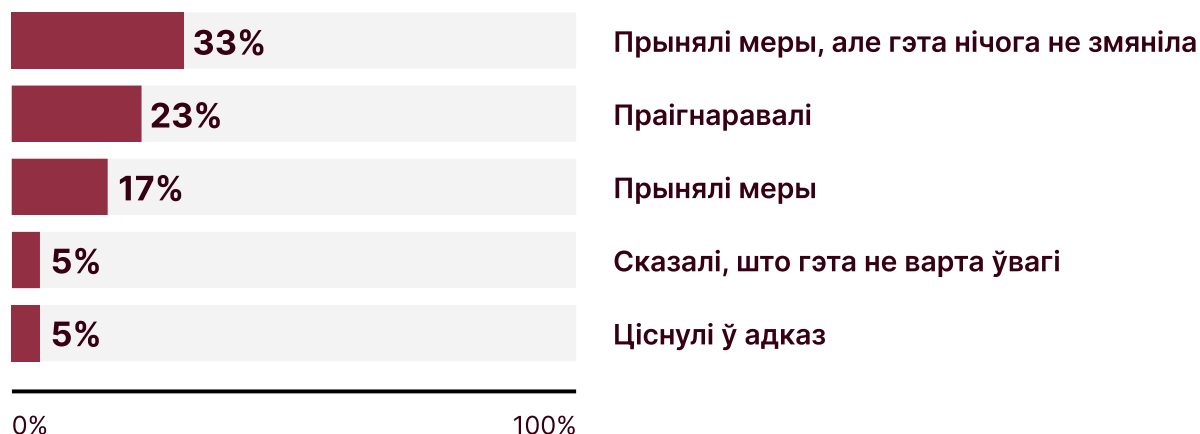 33% Прынялі меры, але гэта нічога не змяніла
23% Праігнаравалі
17% Прынялі меры
5% Сказалі, што гэта не варта ўвагі
5% Ціснулі ў адказ
0% 100%